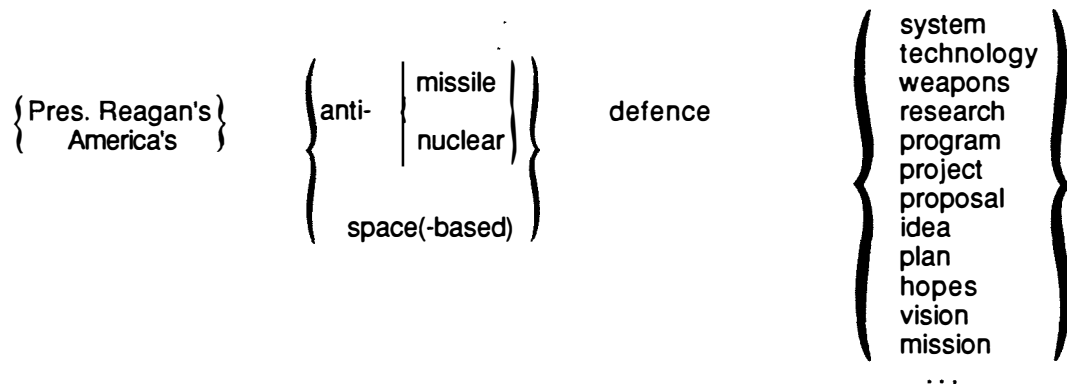 Pres. Reagan's
America's
anti-
missile
nuclear
space(-based)
defence
system
technology
weapons
research
program
project
proposal
idea
plan
hopes
vision
mission
...